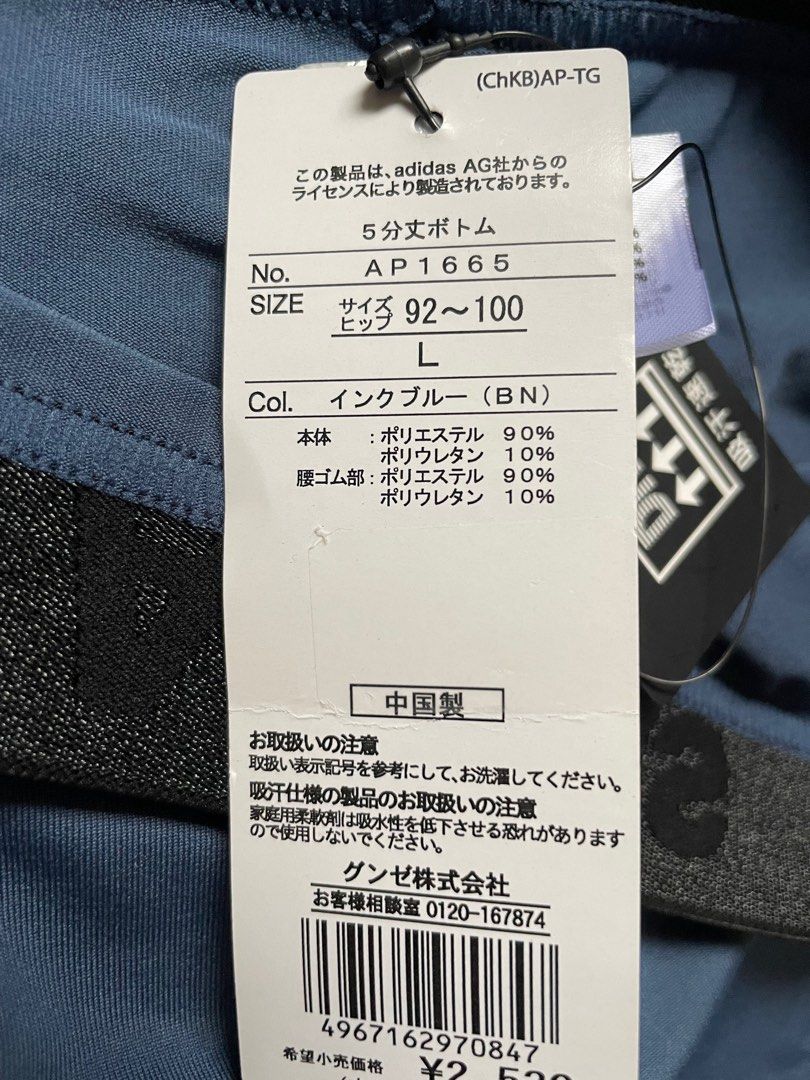 (ChKB)AP-TG
この製品は、adidas AG社からの
ライセンスにより製造されております。
5分丈ボトム
No. AP1665
SIZE サイズ ヒップ 92～100
L
Col. インクブルー(BN)
本体 :ポリエステル 90%
ポリウレタン 10%
腰ゴム部:ポリエステル 90%
ポリウレタン 10%
中国製
お取扱いの注意
取扱い表示記号を参考にして、お洗濯してください。
吸汗仕様の製品のお取扱いの注意
家庭用柔軟剤は吸水性を低下させる恐れがあります
ので使用しないでください。
グンゼ株式会社
お客様相談室 0120-167874
4967162970847
希望小売価格
吸汗速乾